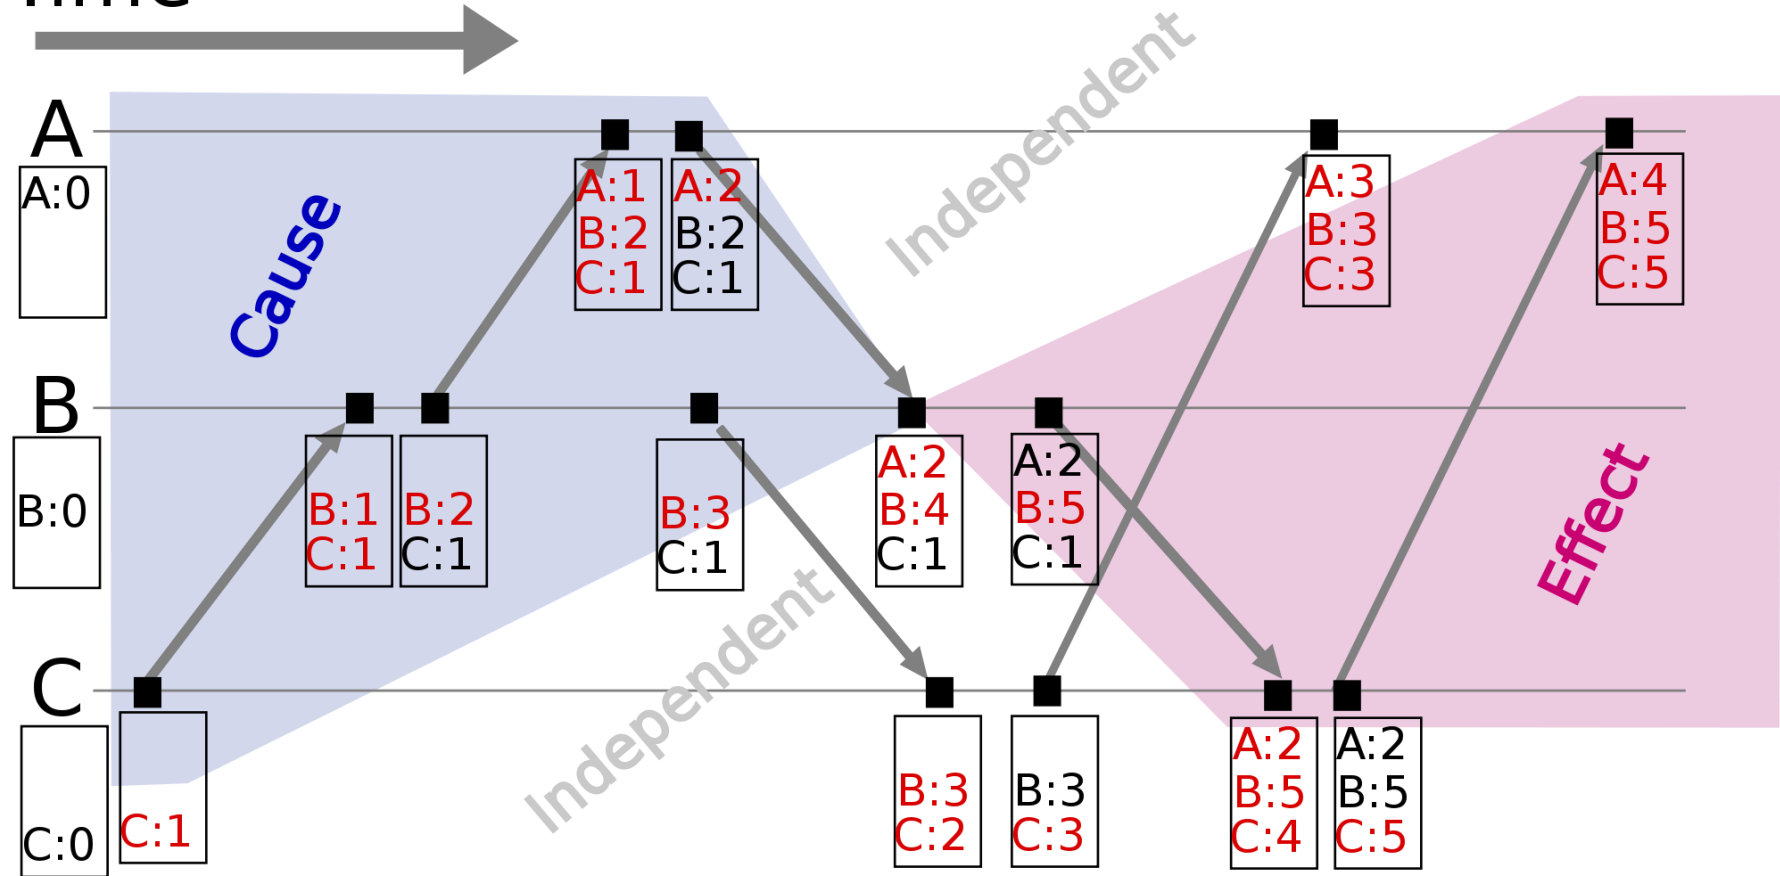 Time
Independent
A
A:0
Cause
A:1
B:2
C:1
A:2
B:2
C:1
A:3
B:3
C:3
A:4
B:5
C:5
B
B:0
B:1
C:1
B:2
C:1
B:3
C:1
A:2
B:4
C:1
A:2
B:5
C:1
Effect
Independent
C
C:0
C:1
B:3
C:2
B:3
C:3
A:2
B:5
C:4
A:2
B:5
C:5